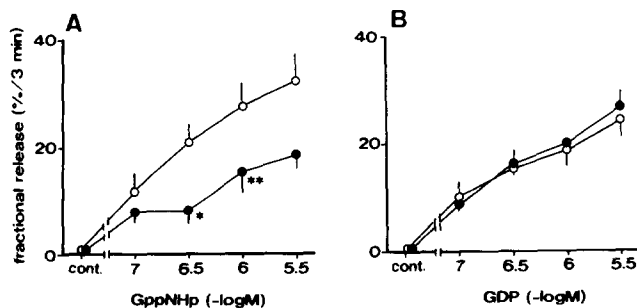 A
B
fractional release (%/3 min)
40
20
0
cont. 7 6.5 6 5.5
GppNHp (-logM)
* **
40
20
0
cont. 7 6.5 6 5.5
GDP (-logM)